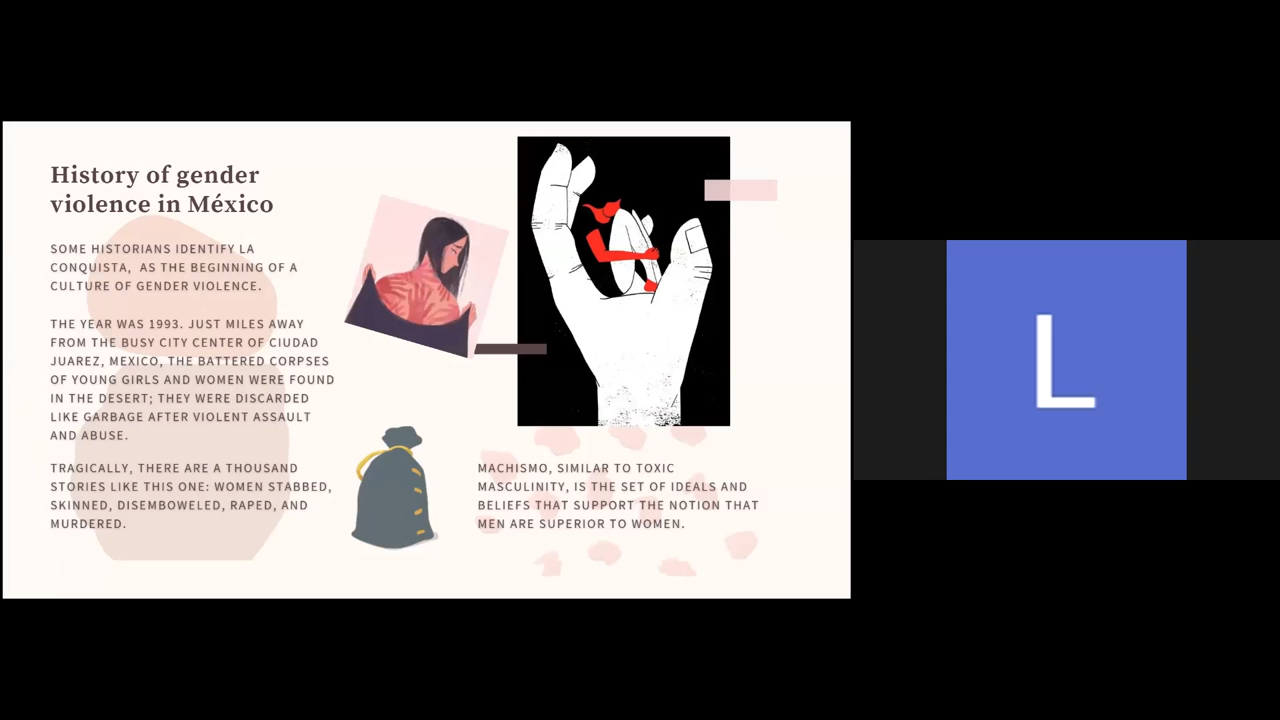 History of gender
violence in México
SOME HISTORIANS IDENTIFY LA
CONQUISTA, AS THE BEGINNING OF A
CULTURE OF GENDER VIOLENCE.
THE YEAR WAS 1993. JUST MILES AWAY
FROM THE BUSY CITY CENTER OF CIUDAD
JUAREZ, MEXICO, THE BATTERED CORPSES
OF YOUNG GIRLS AND WOMEN WERE FOUND
IN THE DESERT; THEY WERE DISCARDED
LIKE GARBAGE AFTER VIOLENT ASSAULT
AND ABUSE.
TRAGICALLY, THERE ARE A THOUSAND
STORIES LIKE THIS ONE: WOMEN STABBED,
SKINNED, DISEMBOWELED, RAPED, AND
MURDERED.
MACHISMO, SIMILAR TO TOXIC
MASCULINITY, IS THE SET OF IDEALS AND
BELIEFS THAT SUPPORT THE NOTION THAT
MEN ARE SUPERIOR TO WOMEN.
L